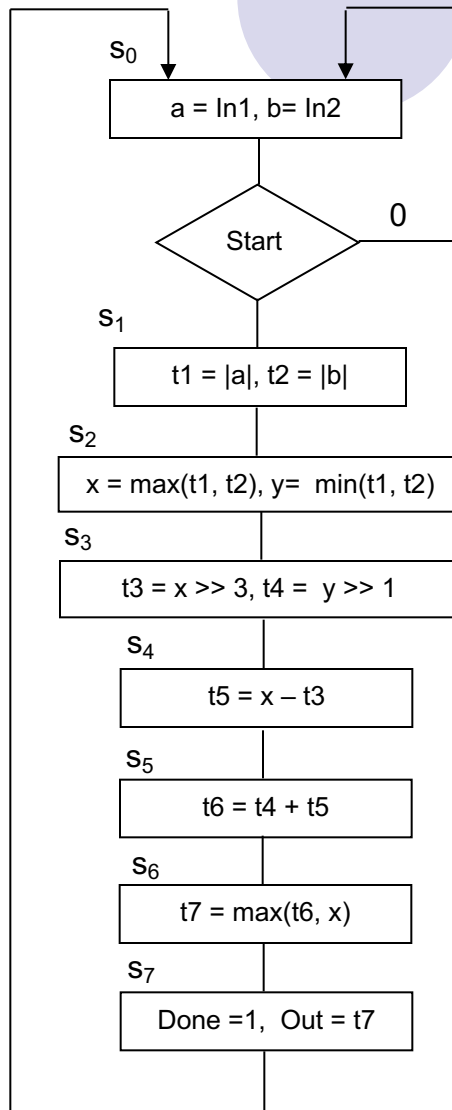 s0
a = In1, b= In2
Start
0
s1
t1 = |a|, t2 = |b|
s2
x = max(t1, t2), y=  min(t1, t2)
s3
t3 = x >> 3, t4 =  y >> 1
s4
t5 = x – t3
s5
t6 = t4 + t5
s6
t7 = max(t6, x)
s7
Done =1,  Out = t7